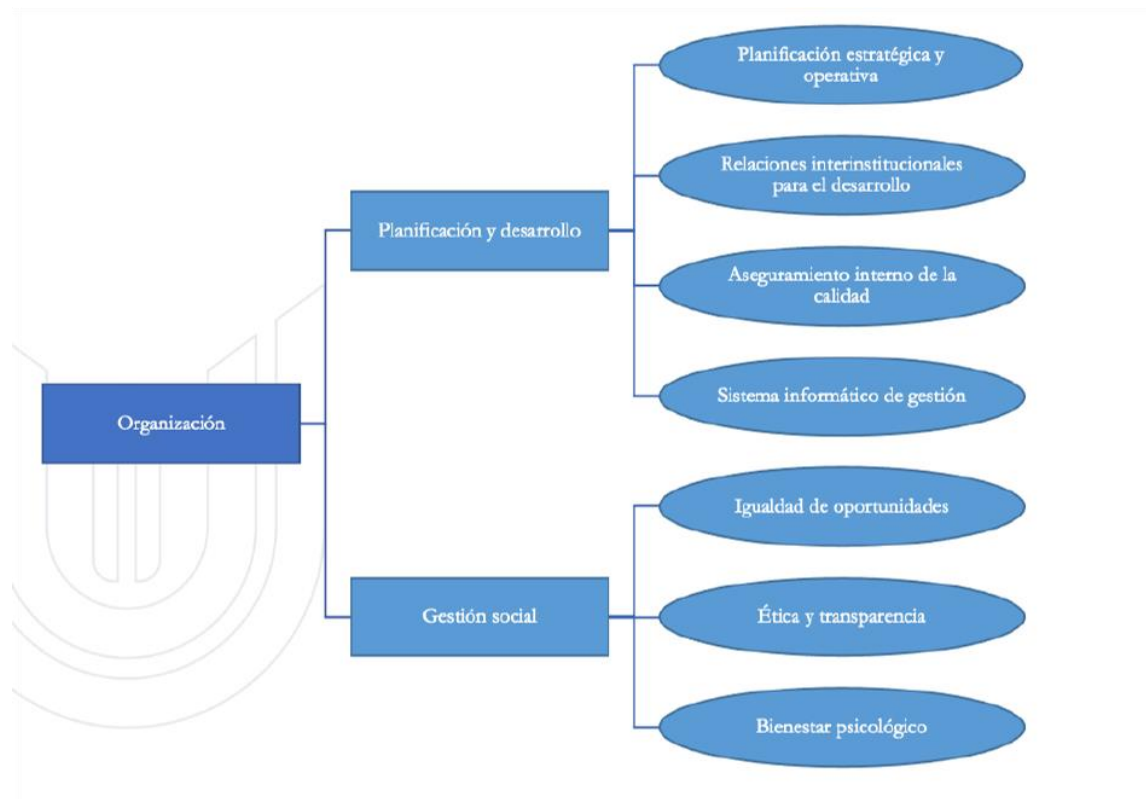 Planificación estratégica y
operativa
Relaciones interinstitucionales
para el desarrollo
Planificación y desarrollo
Aseguramiento interno de la
calidad
Sistema informático de gestión
Organización
Igualdad de oportunidades
Gestión social
Ética y transparencia
Bienestar psicológico